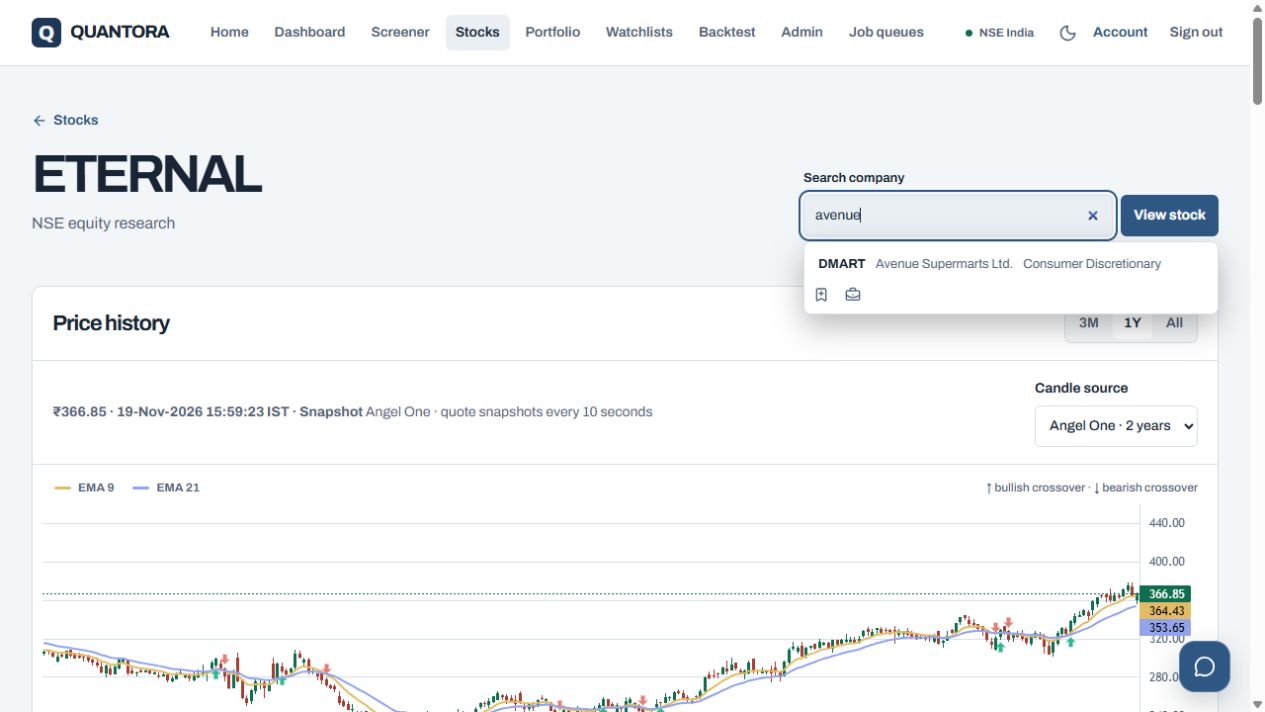 Q QUANTORA Home Dashboard Screener Stocks Portfolio Watchlists Backtest Admin Job queues NSE India Account Sign out
← Stocks
ETERNAL
NSE equity research
Search company
avenue × View stock
DMART Avenue Supermarts Ltd. Consumer Discretionary
Price history
3M 1Y All
Candle source
₹366.85 · 19-Nov-2026 15:59:23 IST · Snapshot Angel One · quote snapshots every 10 seconds
Angel One · 2 years
EMA 9 EMA 21 ↑ bullish crossover · ↓ bearish crossover
440.00
400.00
366.85
364.43
353.65
320.00
280.0